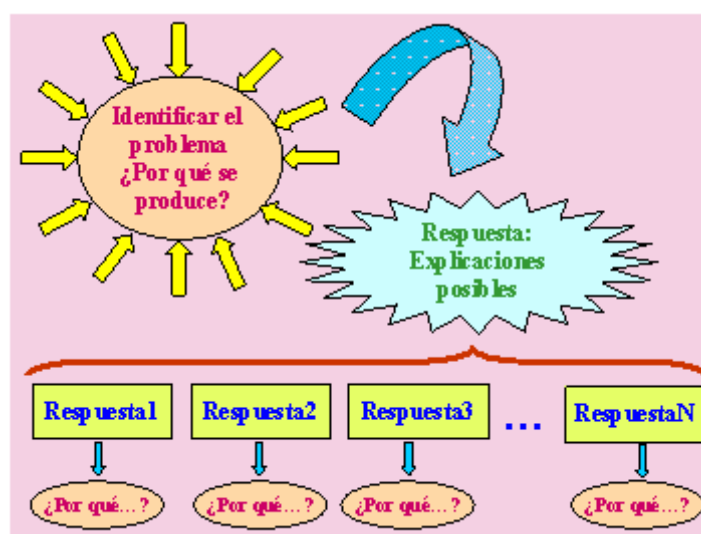 Identificar el
problema
¿Por qué se
produce?
Respuesta:
Explicaciones
posibles
Respuesta1
Respuesta2
Respuesta3
...
RespuestaN
¿Por qué...?
¿Por qué...?
¿Por qué...?
¿Por qué...?